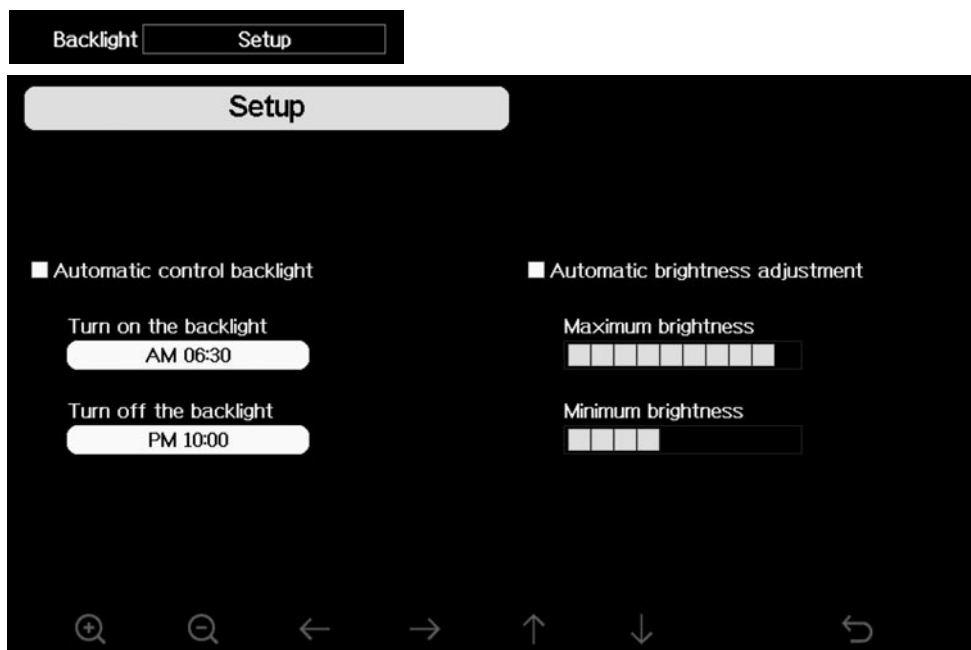 Backlight Setup
Setup
Automatic control backlight
Turn on the backlight
AM 06:30
Turn off the backlight
PM 10:00
Automatic brightness adjustment
Maximum brightness
Minimum brightness